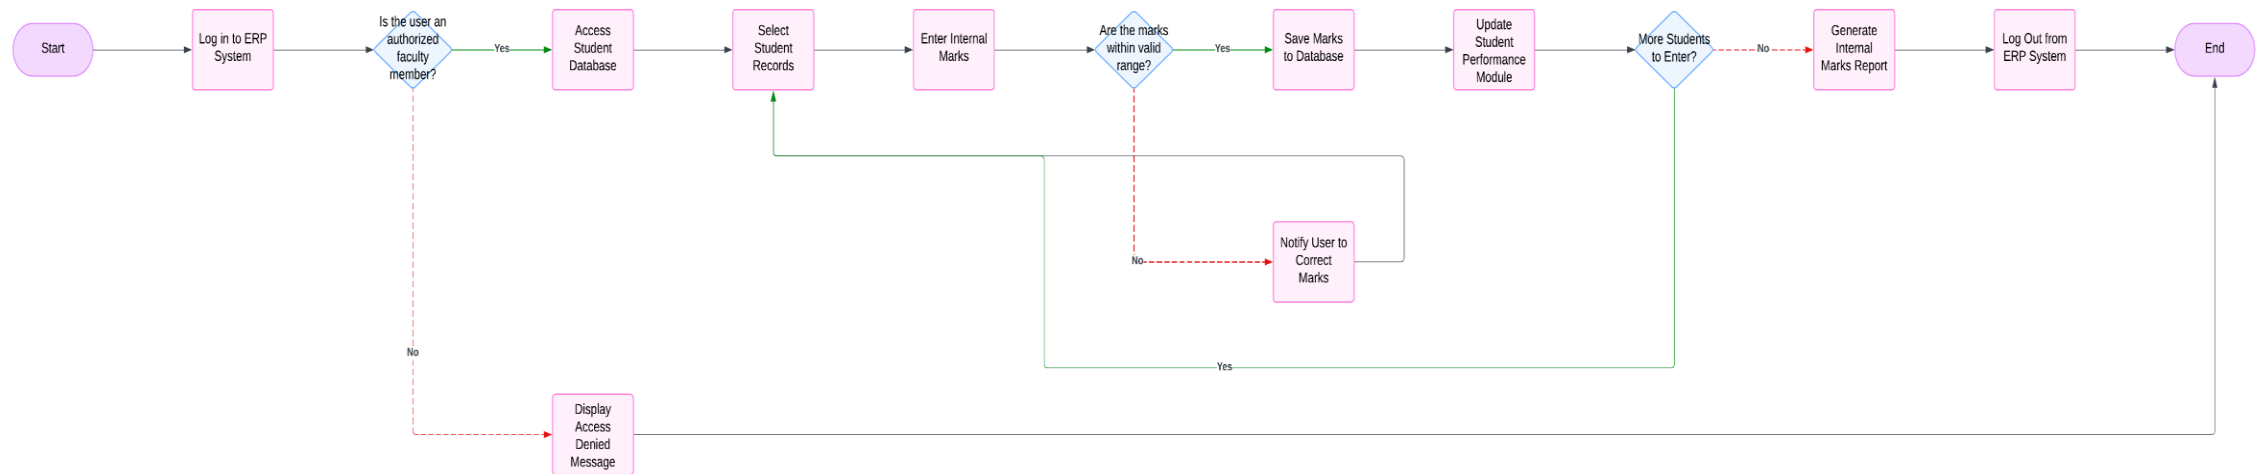 Start
Log in to ERP
System
Is the user an
authorized
faculty
member?
Yes
Access
Student
Database
Select
Student
Records
Enter Internal
Marks
Are the marks
within valid
range?
Yes
Save Marks
to Database
Update
Student
Performance
Module
More Students
to Enter?
No
Generate
Internal
Marks Report
Log Out from
ERP System
End
No
Notify User to
Correct
Marks
No
Yes
Display
Access
Denied
Message